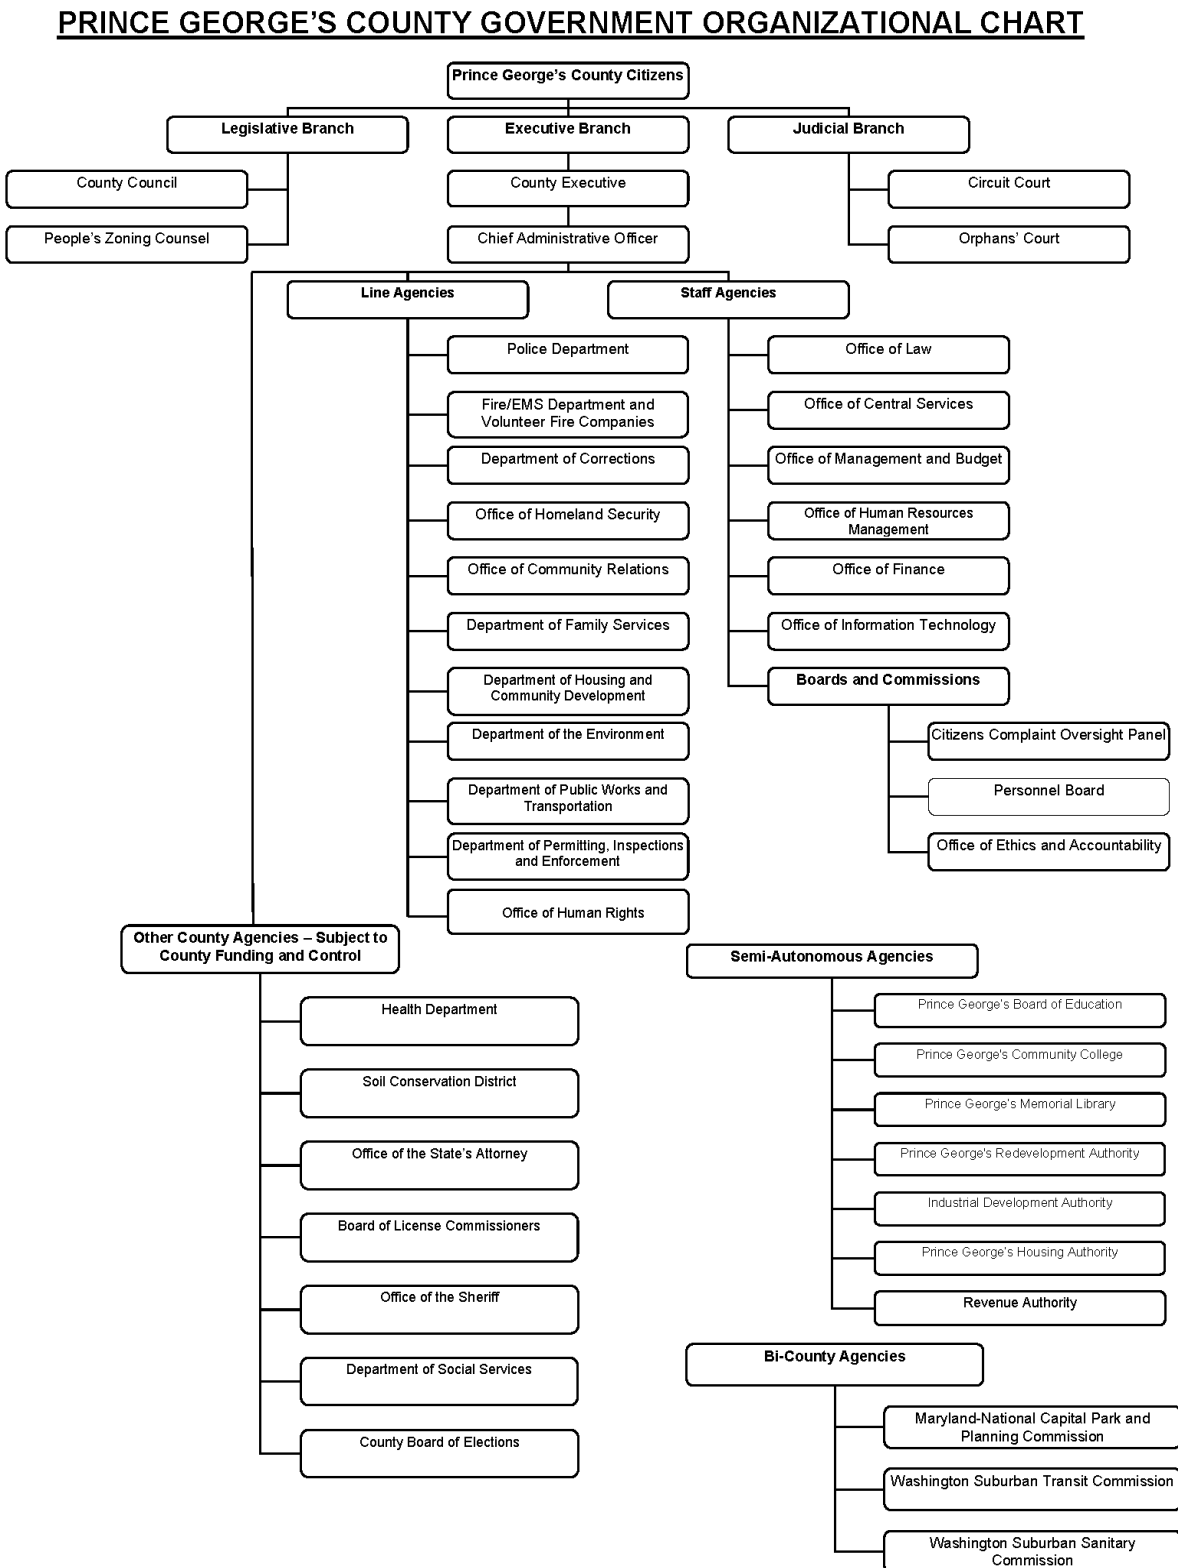 PRINCE GEORGE’S COUNTY GOVERNMENT ORGANIZATIONAL CHART
Prince George’s County Citizens
Legislative Branch
Executive Branch
Judicial Branch
County Council
County Executive
Circuit Court
People’s Zoning Counsel
Chief Administrative Officer
Orphans’ Court
Line Agencies
Police Department
Fire/EMS Department and
Volunteer Fire Companies
Department of Corrections
Office of Homeland Security
Office of Community Relations
Department of Family Services
Department of Housing and
Community Development
Department of the Environment
Department of Public Works and
Transportation
Department of Permitting, Inspections
and Enforcement
Office of Human Rights
Staff Agencies
Office of Law
Office of Central Services
Office of Management and Budget
Office of Human Resources
Management
Office of Finance
Office of Information Technology
Boards and Commissions
Citizens Complaint Oversight Panel
Personnel Board
Office of Ethics and Accountability
Other County Agencies – Subject to
County Funding and Control
Health Department
Soil Conservation District
Office of the State’s Attorney
Board of License Commissioners
Office of the Sheriff
Department of Social Services
County Board of Elections
Semi-Autonomous Agencies
Prince George's Board of Education
Prince George's Community College
Prince George's Memorial Library
Prince George's Redevelopment Authority
Industrial Development Authority
Prince George's Housing Authority
Revenue Authority
Bi-County Agencies
Maryland-National Capital Park and
Planning Commission
Washington Suburban Transit Commission
Washington Suburban Sanitary
Commission